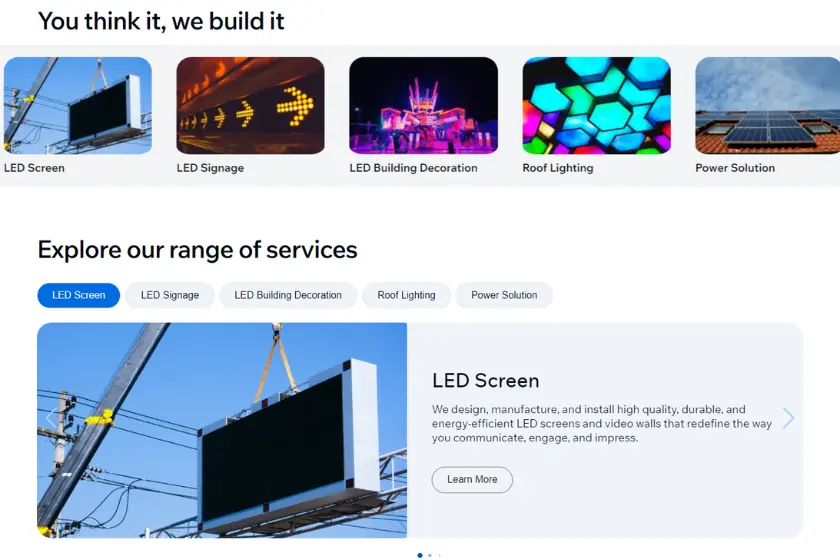 You think it, we build it
LED Screen
LED Signage
LED Building Decoration
Roof Lighting
Power Solution
Explore our range of services
LED Screen
LED Signage
LED Building Decoration
Roof Lighting
Power Solution
LED Screen
We design, manufacture, and install high quality, durable, and
energy-efficient LED screens and video walls that redefine the way
you communicate, engage, and impress.
Learn More